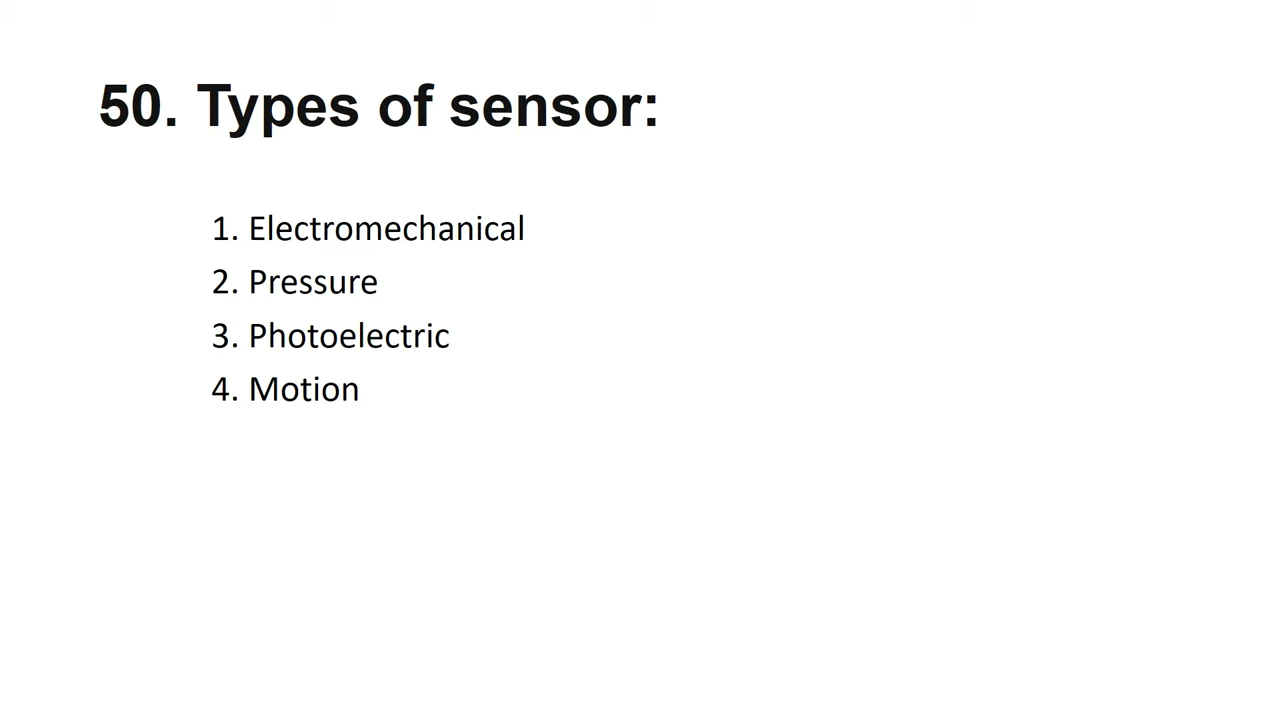 50. Types of sensor:
1. Electromechanical
2. Pressure
3. Photoelectric
4. Motion